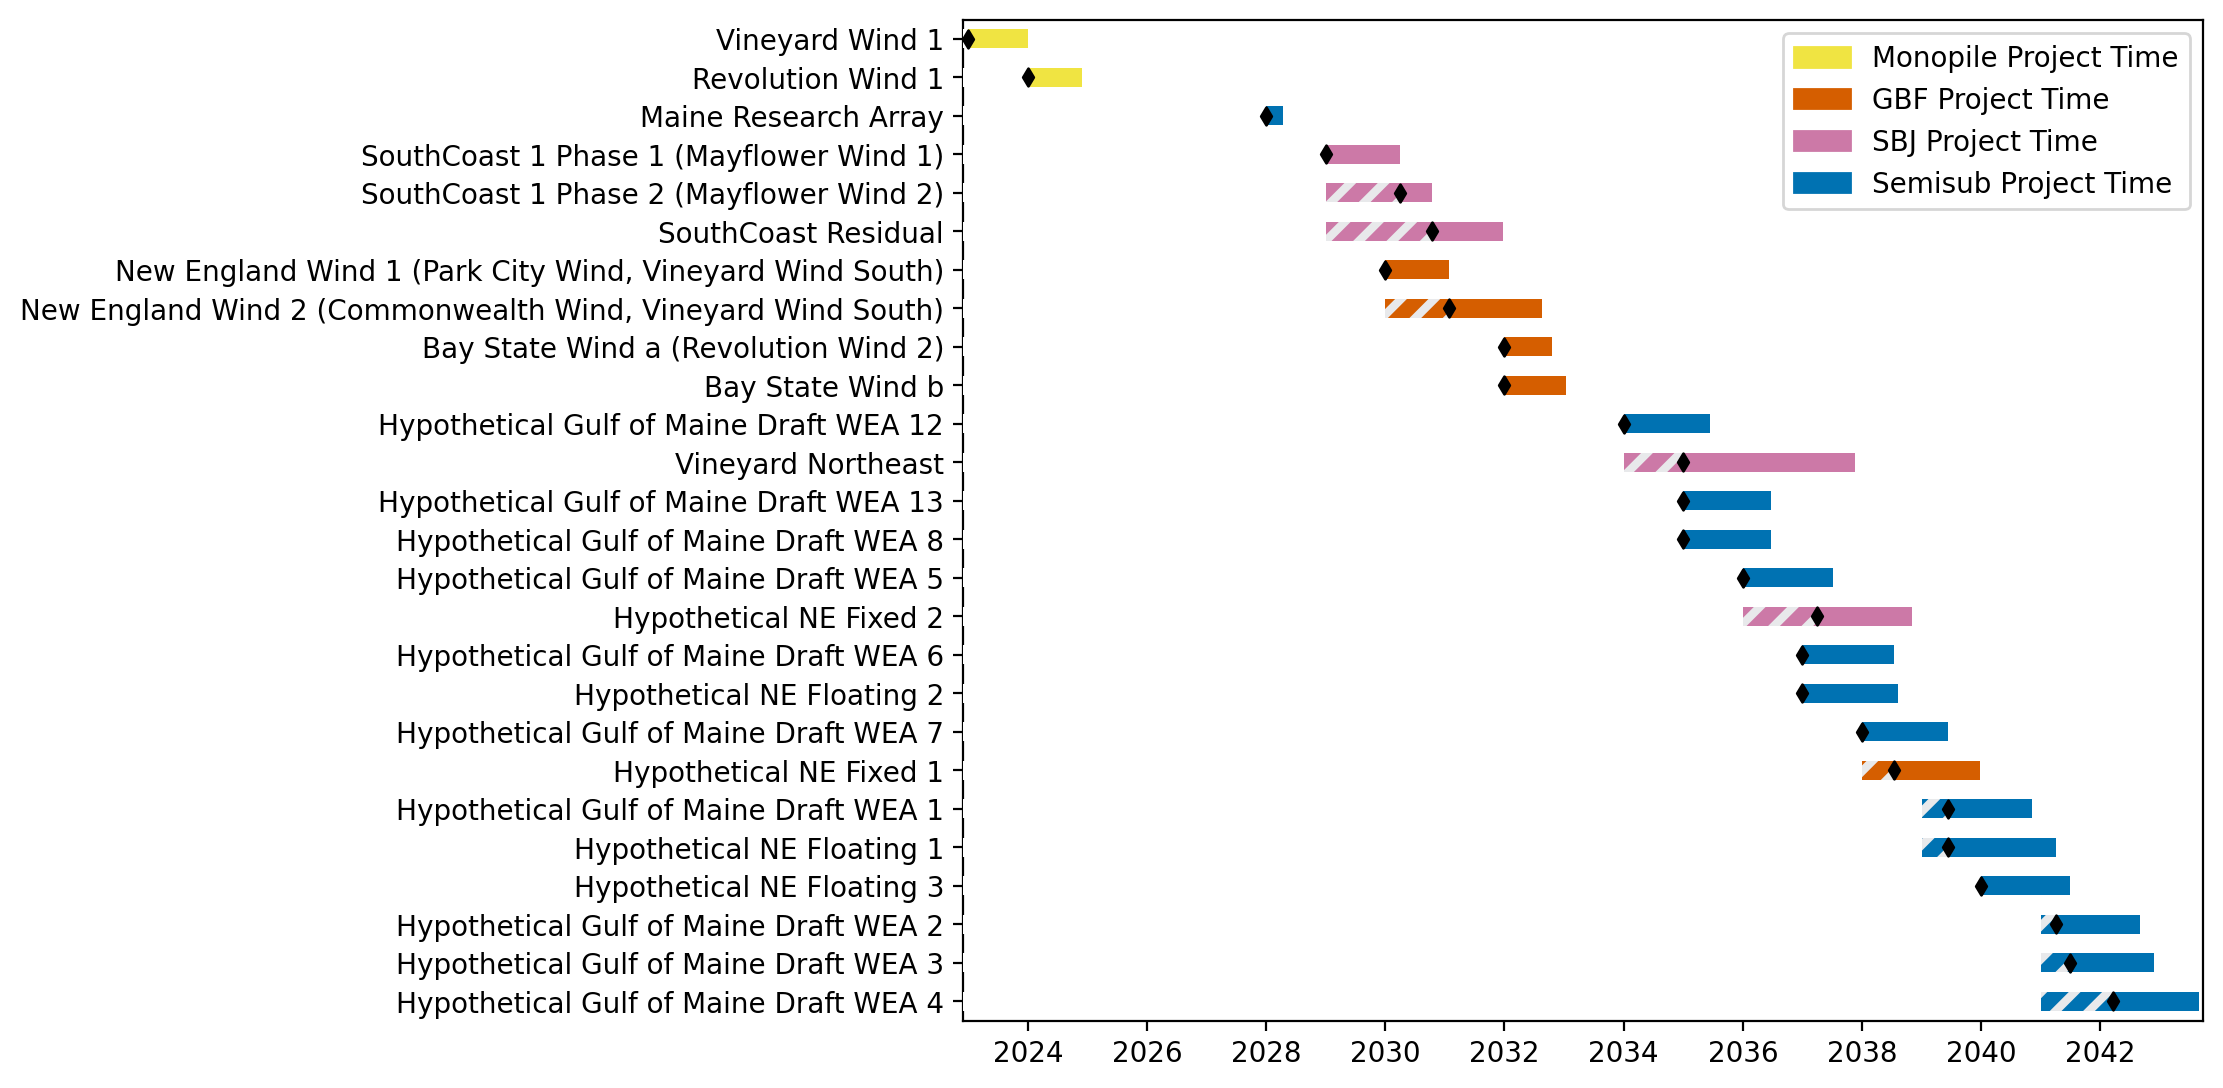 Vineyard Wind 1
Revolution Wind 1
Maine Research Array
SouthCoast 1 Phase 1 (Mayflower Wind 1)
SouthCoast 1 Phase 2 (Mayflower Wind 2)
SouthCoast Residual
New England Wind 1 (Park City Wind, Vineyard Wind South)
New England Wind 2 (Commonwealth Wind, Vineyard Wind South)
Bay State Wind a (Revolution Wind 2)
Bay State Wind b
Hypothetical Gulf of Maine Draft WEA 12
Vineyard Northeast
Hypothetical Gulf of Maine Draft WEA 13
Hypothetical Gulf of Maine Draft WEA 8
Hypothetical Gulf of Maine Draft WEA 5
Hypothetical NE Fixed 2
Hypothetical Gulf of Maine Draft WEA 6
Hypothetical NE Floating 2
Hypothetical Gulf of Maine Draft WEA 7
Hypothetical NE Fixed 1
Hypothetical Gulf of Maine Draft WEA 1
Hypothetical NE Floating 1
Hypothetical NE Floating 3
Hypothetical Gulf of Maine Draft WEA 2
Hypothetical Gulf of Maine Draft WEA 3
Hypothetical Gulf of Maine Draft WEA 4
Monopile Project Time
GBF Project Time
SBJ Project Time
Semisub Project Time
2024 2026 2028 2030 2032 2034 2036 2038 2040 2042